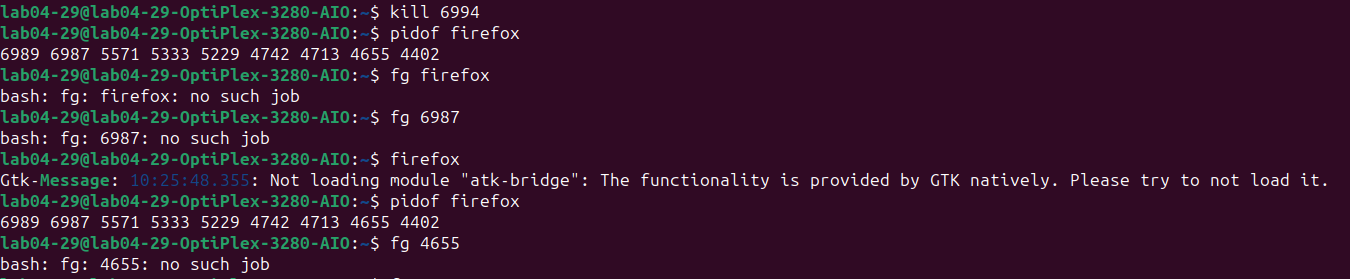 lab04-29@lab04-29-OptiPlex-3280-AIO:~$ kill 6994
lab04-29@lab04-29-OptiPlex-3280-AIO:~$ pidof firefox
6989 6987 5571 5333 5229 4742 4713 4655 4402
lab04-29@lab04-29-OptiPlex-3280-AIO:~$ fg firefox
bash: fg: firefox: no such job
lab04-29@lab04-29-OptiPlex-3280-AIO:~$ fg 6987
bash: fg: 6987: no such job
lab04-29@lab04-29-OptiPlex-3280-AIO:~$ firefox
Gtk-Message: 10:25:48.355: Not loading module "atk-bridge": The functionality is provided by GTK natively. Please try to not load it.
lab04-29@lab04-29-OptiPlex-3280-AIO:~$ pidof firefox
6989 6987 5571 5333 5229 4742 4713 4655 4402
lab04-29@lab04-29-OptiPlex-3280-AIO:~$ fg 4655
bash: fg: 4655: no such job